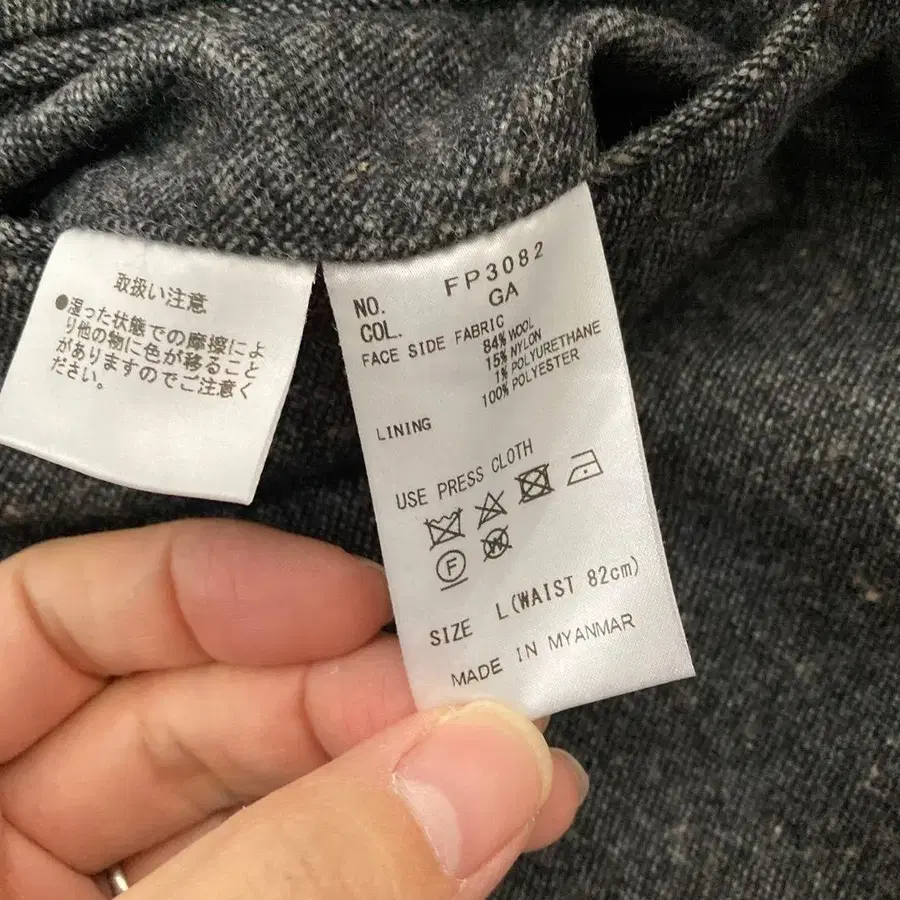 取扱い注意
●湿った状態での摩擦によ
り他の物に色が移ること
がありますのでご注意く
ださい。
NO. FP3082
COL. GA
FACE SIDE FABRIC
84% WOOL
15% NYLON
1% POLYURETHANE
100% POLYESTER
LINING
USE PRESS CLOTH
F
W
SIZE L(WAIST 82cm)
MADE IN MYANMAR